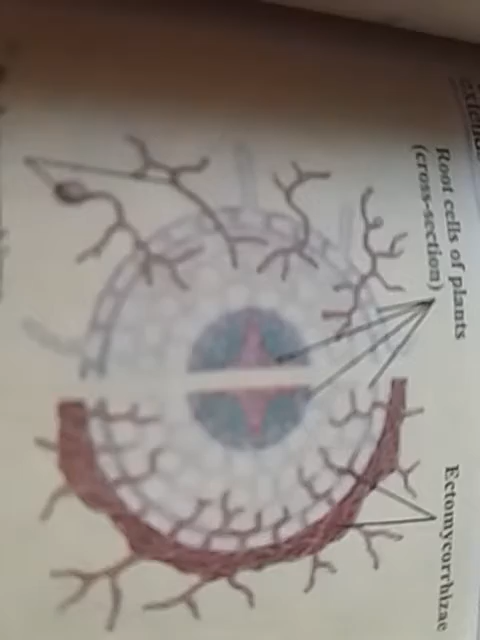 Root cells of plants
(cross-section)
Ectomycorrhizae